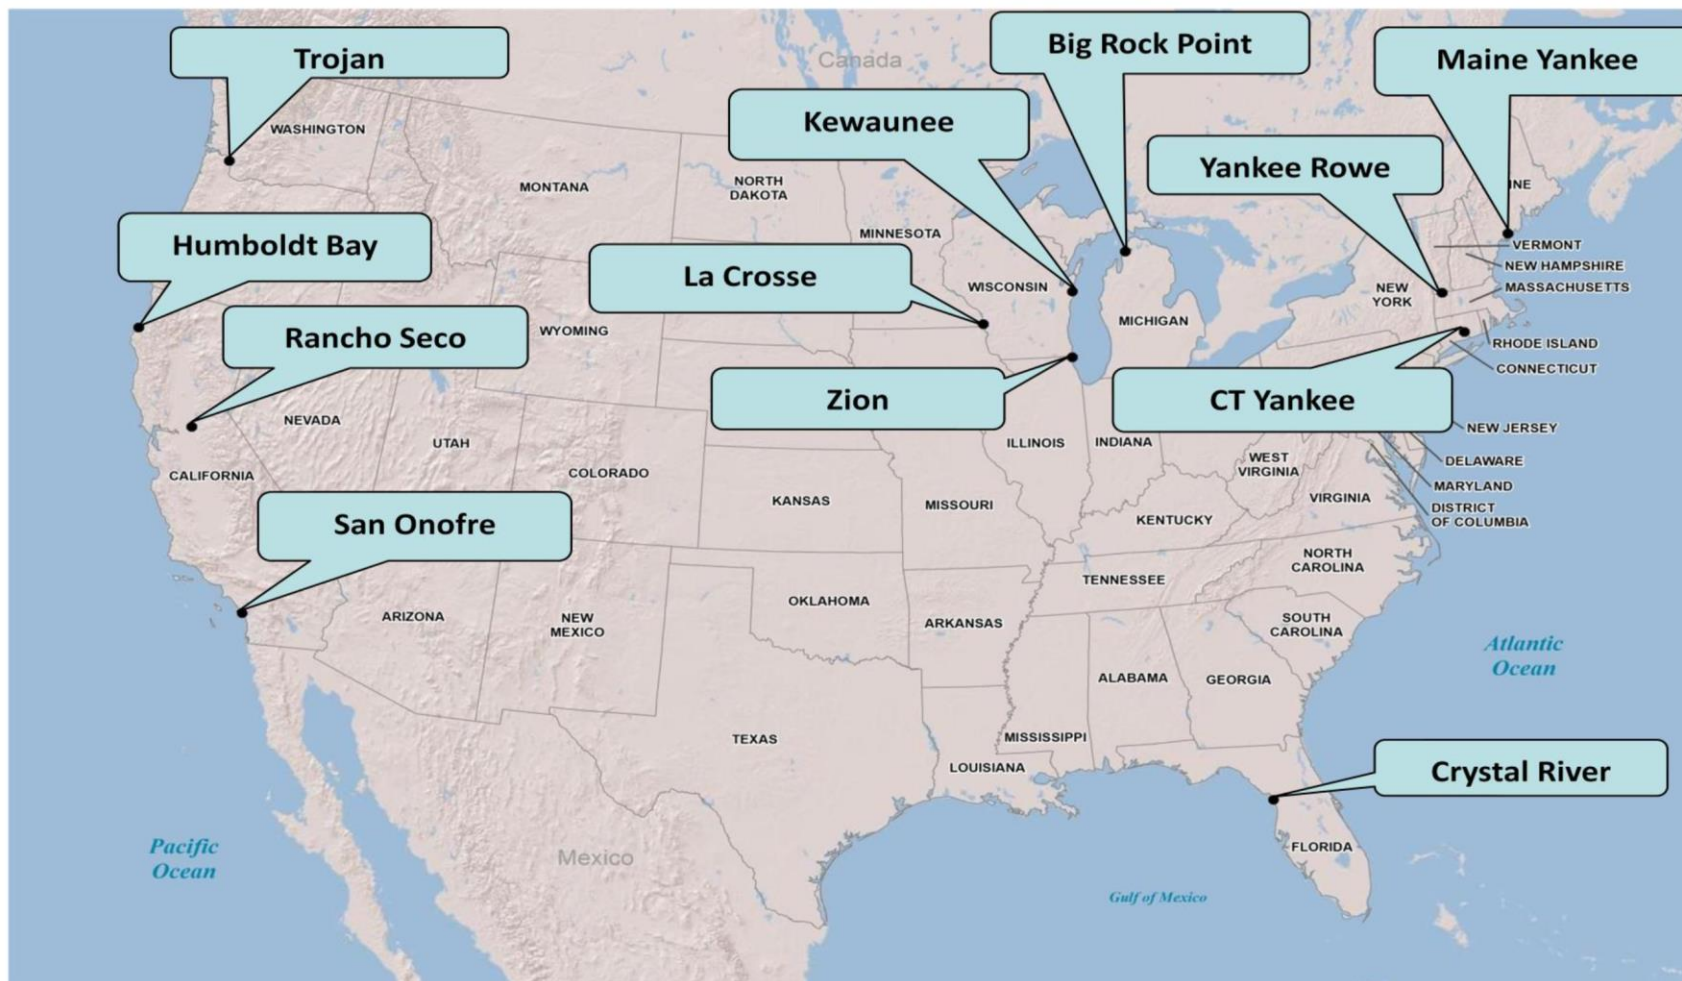 Canada
Trojan
Big Rock Point
Maine Yankee
Kewaunee
WASHINGTON
Yankee Rowe
MONTANA
NORTH
DAKOTA
INE
Humboldt Bay
MINNESOTA
VERMONT
NEW HAMPSHIRE
La Crosse
WISCONSIN
NEW
YORK
MASSACHUSETTS
MICHIGAN
WYOMING
Rancho Seco
RHODE ISLAND
CONNECTICUT
Zion
CT Yankee
NEVADA
UTAH
ILLINOIS
INDIANA
NEW JERSEY
CALIFORNIA
COLORADO
WEST
VIRGINIA
DELAWARE
MARYLAND
KANSAS
MISSOURI
VIRGINIA
DISTRICT
OF COLUMBIA
San Onofre
KENTUCKY
NORTH
CAROLINA
TENNESSEE
OKLAHOMA
ARIZONA
NEW
MEXICO
ARKANSAS
SOUTH
CAROLINA
Atlantic
Ocean
ALABAMA
GEORGIA
TEXAS
MISSISSIPPI
LOUISIANA
Crystal River
Pacific
Ocean
Mexico
FLORIDA
Gulf of Mexico